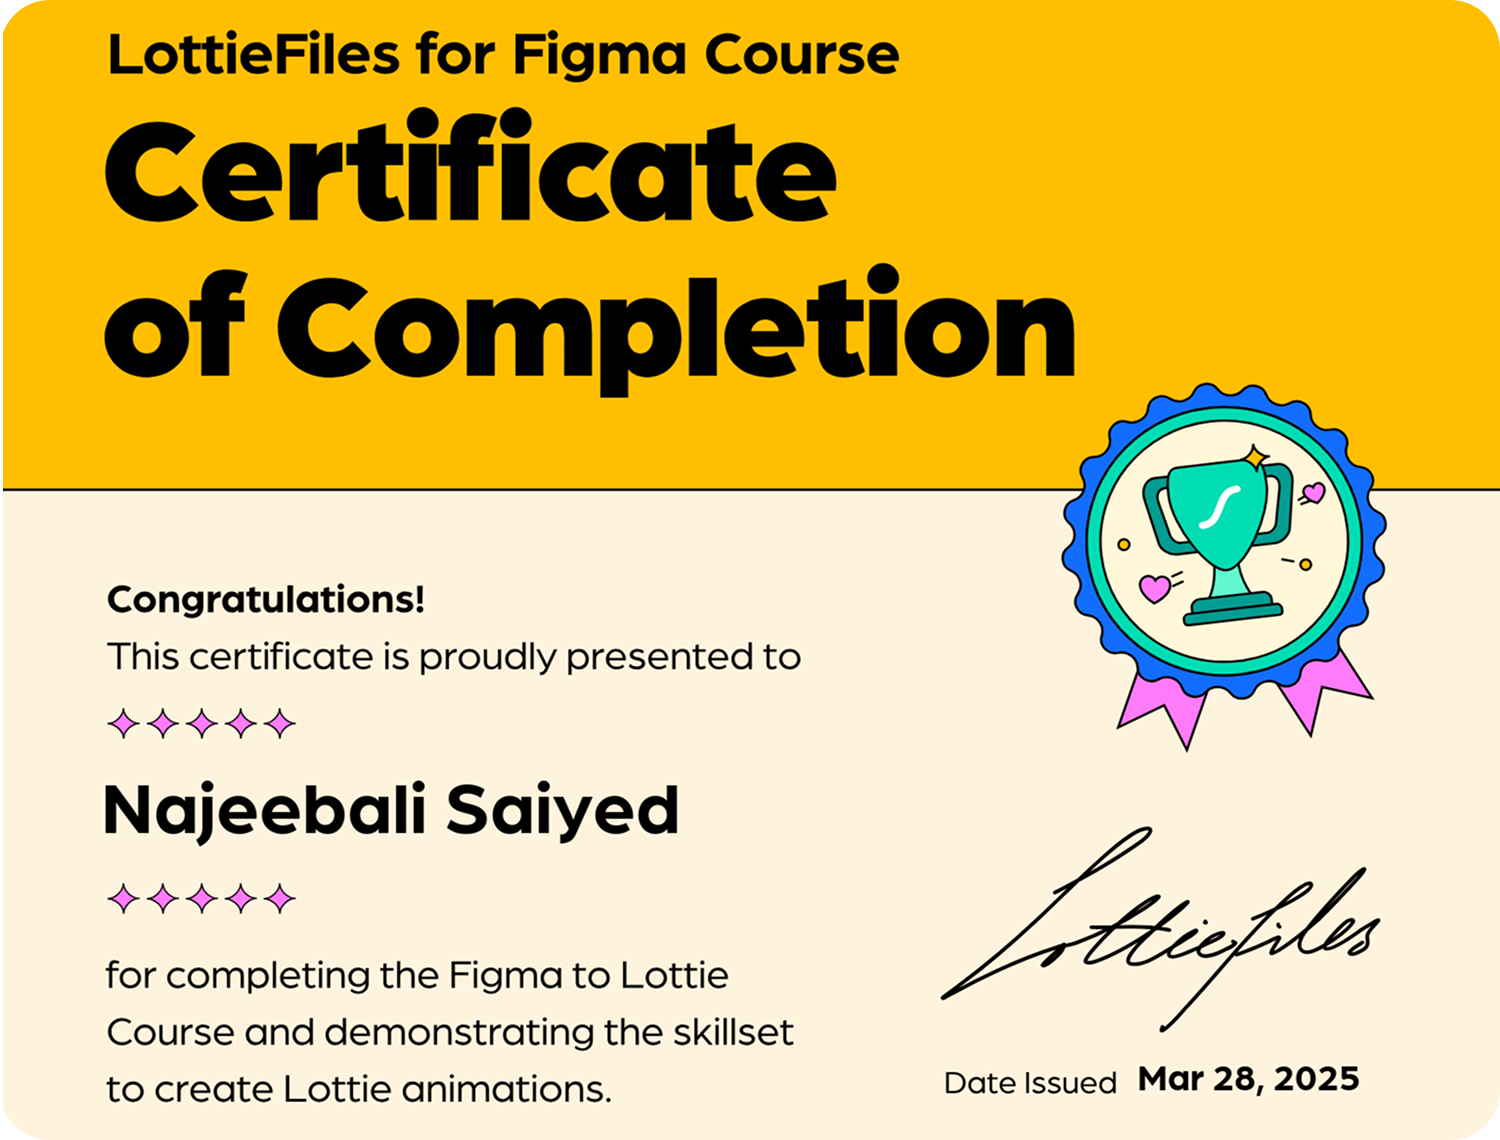 LottieFiles for Figma Course
Certificate
of Completion
Congratulations!
This certificate is proudly presented to
Najeebali Saiyed
for completing the Figma to Lottie
Course and demonstrating the skillset
to create Lottie animations.
Lottiefiles
Date Issued Mar 28, 2025